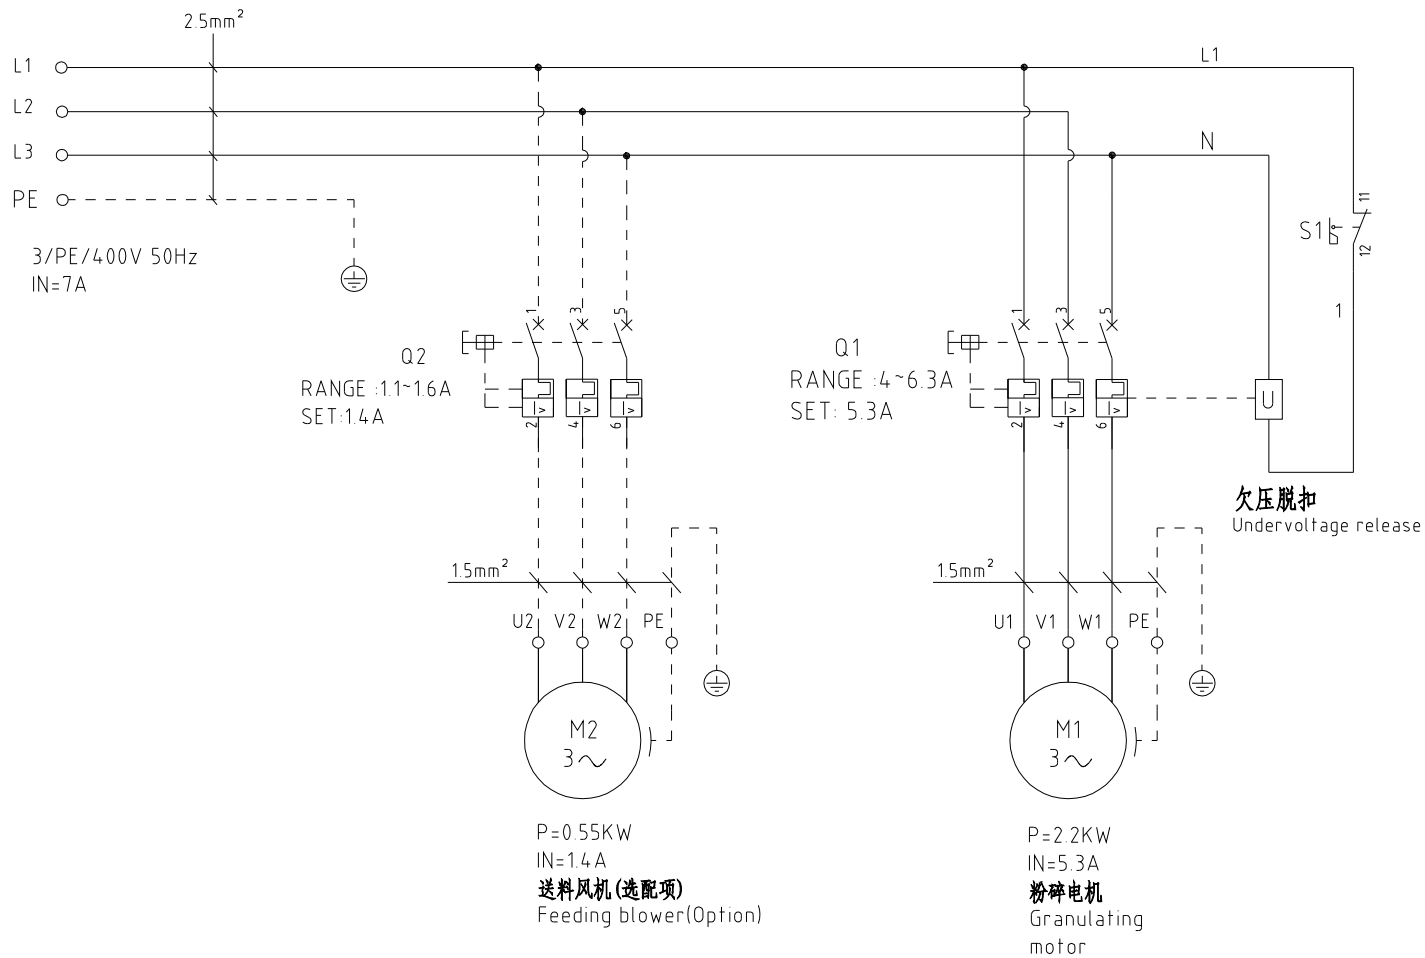 2.5mm²
L1
L1
L2
L3
N
PE
3/PE/400V 50Hz
IN=7A
11
S1
12
1
1 3 5
1 3 5
Q2
RANGE :1.1~1.6A
SET:1.4A
Q1
RANGE :4~6.3A
SET: 5.3A
I> I> I>
I> I> I>
U
2 4 6
2 4 6
欠压脱扣
Undervoltage release
1.5mm²
1.5mm²
U2 V2 W2 PE
U1 V1 W1 PE
M2
3~
M1
3~
P=0.55KW
IN=1.4A
送料风机(选配项)
Feeding blower(Option)
P=2.2KW
IN=5.3A
粉碎电机
Granulating
motor